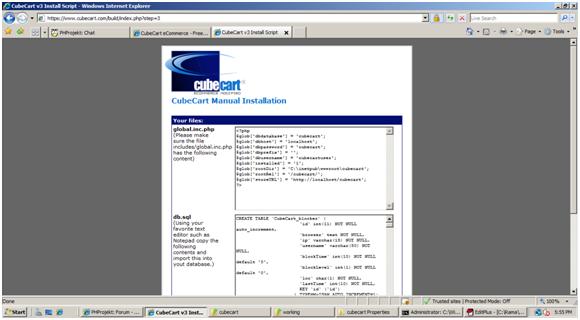 CubeCart v3 Install Script - Windows Internet Explorer
https://www.cubecart.com/build/index.php?step=3
Live Search
PHProjekt: Chat
CubeCart eCommerce - Free...
CubeCart v3 Install Script
Page
Tools
cubecart
CubeCart Manual Installation
Your files:
global.inc.php
(Please make
sure the file
includes/global.inc.php
has the following
content)
<?php
$glob['dbdatabase'] = 'cubecart';
$glob['dbhost'] = 'localhost';
$glob['dbpassword'] = 'cubecart';
$glob['dbprefix'] = '';
$glob['dbusername'] = 'cubecartuser';
$glob['installed'] = '1';
$glob['rootDir'] = 'C:\inetpub\wwwroot\cubecart';
$glob['rootRel'] = '/cubecart/';
$glob['storeURL'] = 'http://localhost/cubecart';
?>
db.sql
(Using your
favorite text
editor such as
Notepad copy the
following
contents and
import this into
your database.)
CREATE TABLE `CubeCart_blocker` (
`id` int(11) NOT NULL
auto_increment,
`browser` text NOT NULL,
`ip` varchar(15) NOT NULL,
`username` varchar(50) NOT
NULL,
`blockTime` int(10) NOT NULL
default '0',
`blockLevel` int(1) NOT NULL
default '0',
`loc` char(1) NOT NULL,
`lastTime` int(10) NOT NULL,
KEY `id` (`id`)
Done
Trusted sites | Protected Mode: Off
100%
Start
PHProjekt: Forum - ...
CubeCart v3 Inst...
cubecart
working
cubecart Properties
Administrator: C:\W...
EditPlus - [C:\Rama\...
5:55 PM